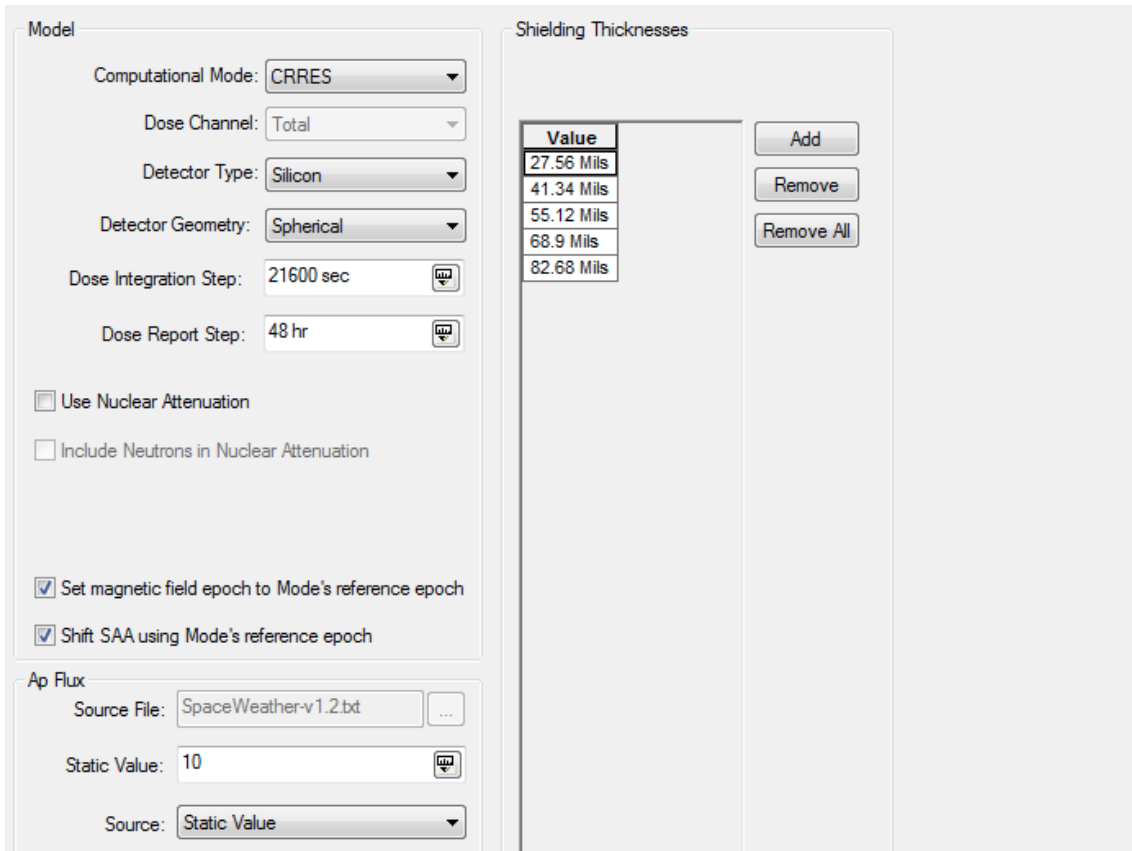 Model
Computational Mode: CRRES
Dose Channel: Total
Detector Type: Silicon
Detector Geometry: Spherical
Dose Integration Step: 21600 sec
Dose Report Step: 48 hr
Use Nuclear Attenuation
Include Neutrons in Nuclear Attenuation
Set magnetic field epoch to Mode's reference epoch
Shift SAA using Mode's reference epoch
Ap Flux
Source File: SpaceWeather-v1.2.txt ...
Static Value: 10
Source: Static Value
Shielding Thicknesses
Value
27.56 Mils
41.34 Mils
55.12 Mils
68.9 Mils
82.68 Mils
Add
Remove
Remove All